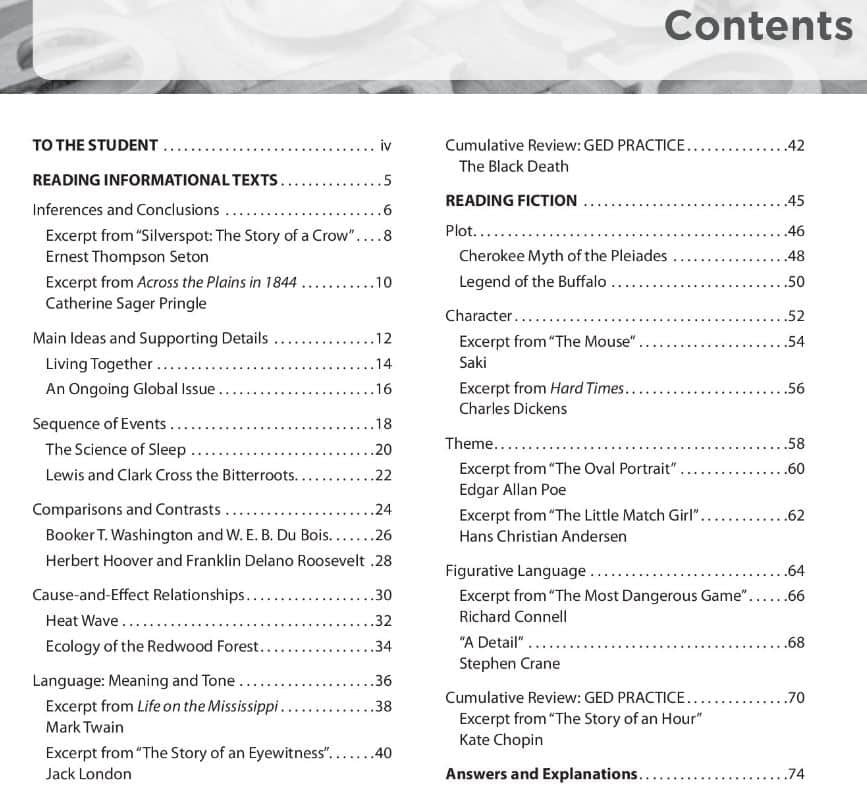 Contents
TO THE STUDENT .............................. iv
READING INFORMATIONAL TEXTS...............5
Inferences and Conclusions .......................6
Excerpt from “Silverspot: The Story of a Crow”....8
Ernest Thompson Seton
Excerpt from Across the Plains in 1844 ...........10
Catherine Sager Pringle
Main Ideas and Supporting Details ...............12
Living Together ................................14
An Ongoing Global Issue.......................16
Sequence of Events..............................18
The Science of Sleep ...........................20
Lewis and Clark Cross the Bitterroots............22
Comparisons and Contrasts ......................24
Booker T. Washington and W. E. B. Du Bois.......26
Herbert Hoover and Franklin Delano Roosevelt .28
Cause-and-Effect Relationships...................30
Heat Wave.....................................32
Ecology of the Redwood Forest.................34
Language: Meaning and Tone ....................36
Excerpt from Life on the Mississippi..............38
Mark Twain
Excerpt from “The Story of an Eyewitness”.......40
Jack London
Cumulative Review: GED PRACTICE...............42
The Black Death
READING FICTION ..............................45
Plot..............................................46
Cherokee Myth of the Pleiades .................48
Legend of the Buffalo ..........................50
Character........................................52
Excerpt from “The Mouse“......................54
Saki
Excerpt from Hard Times........................56
Charles Dickens
Theme...........................................58
Excerpt from “The Oval Portrait” ................60
Edgar Allan Poe
Excerpt from “The Little Match Girl”.............62
Hans Christian Andersen
Figurative Language .............................64
Excerpt from “The Most Dangerous Game”......66
Richard Connell
“A Detail” ......................................68
Stephen Crane
Cumulative Review: GED PRACTICE...............70
Excerpt from “The Story of an Hour”
Kate Chopin
Answers and Explanations......................74